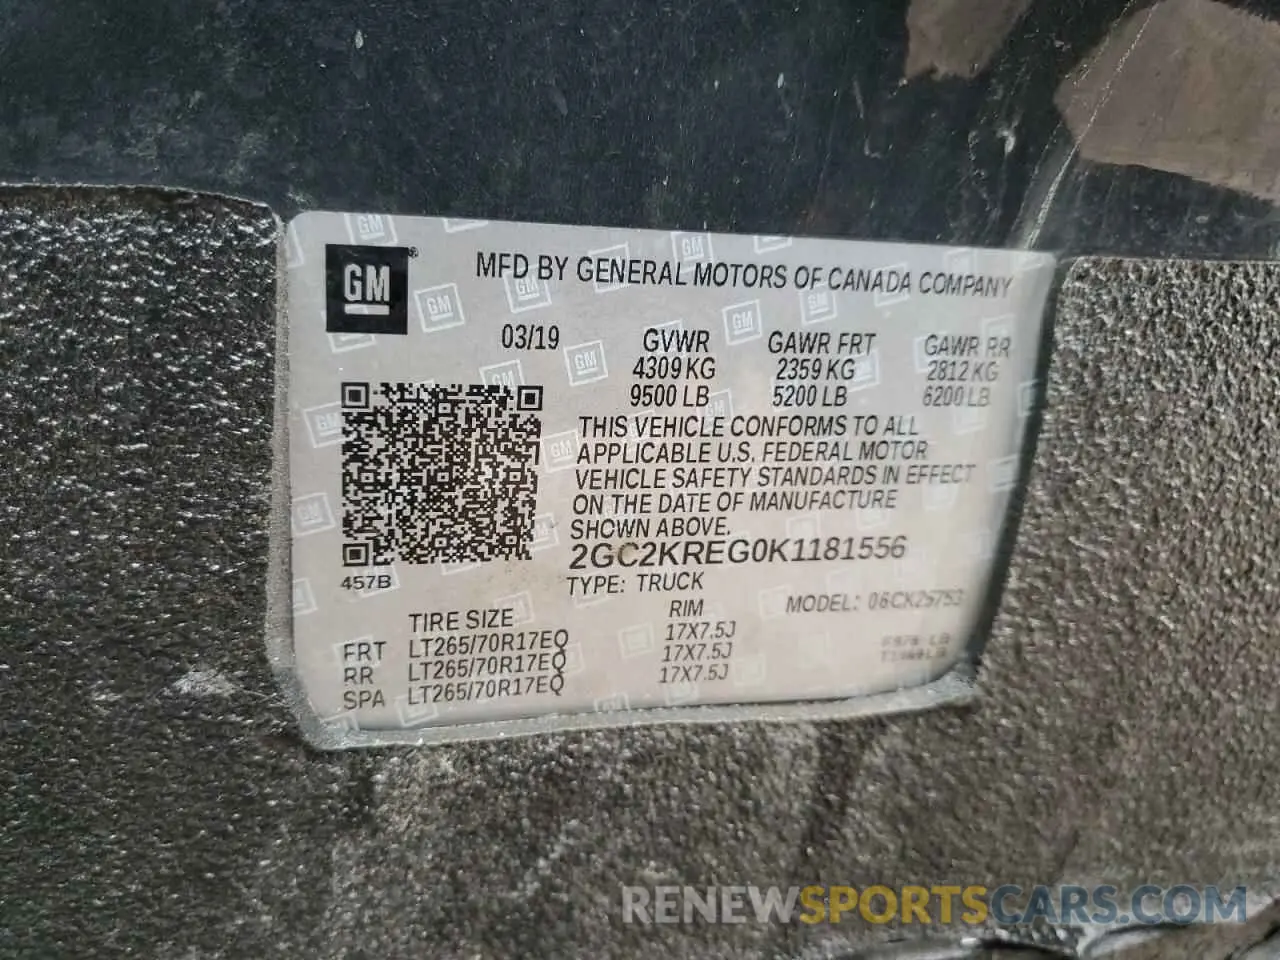 GM
MFD BY GENERAL MOTORS OF CANADA COMPANY
03/19 GVWR GAWR FRT GAWR RR
4309 KG 2359 KG 2812 KG
9500 LB 5200 LB 6200 LB
THIS VEHICLE CONFORMS TO ALL
APPLICABLE U.S. FEDERAL MOTOR
VEHICLE SAFETY STANDARDS IN EFFECT
ON THE DATE OF MANUFACTURE
SHOWN ABOVE.
2GC2KREG0K1181556
457B TYPE: TRUCK
TIRE SIZE RIM MODEL: 06CK25753
FRT LT265/70R17EQ 17X7.5J
RR LT265/70R17EQ 17X7.5J
SPA LT265/70R17EQ 17X7.5J
RENEWSPORTSCARS.COM